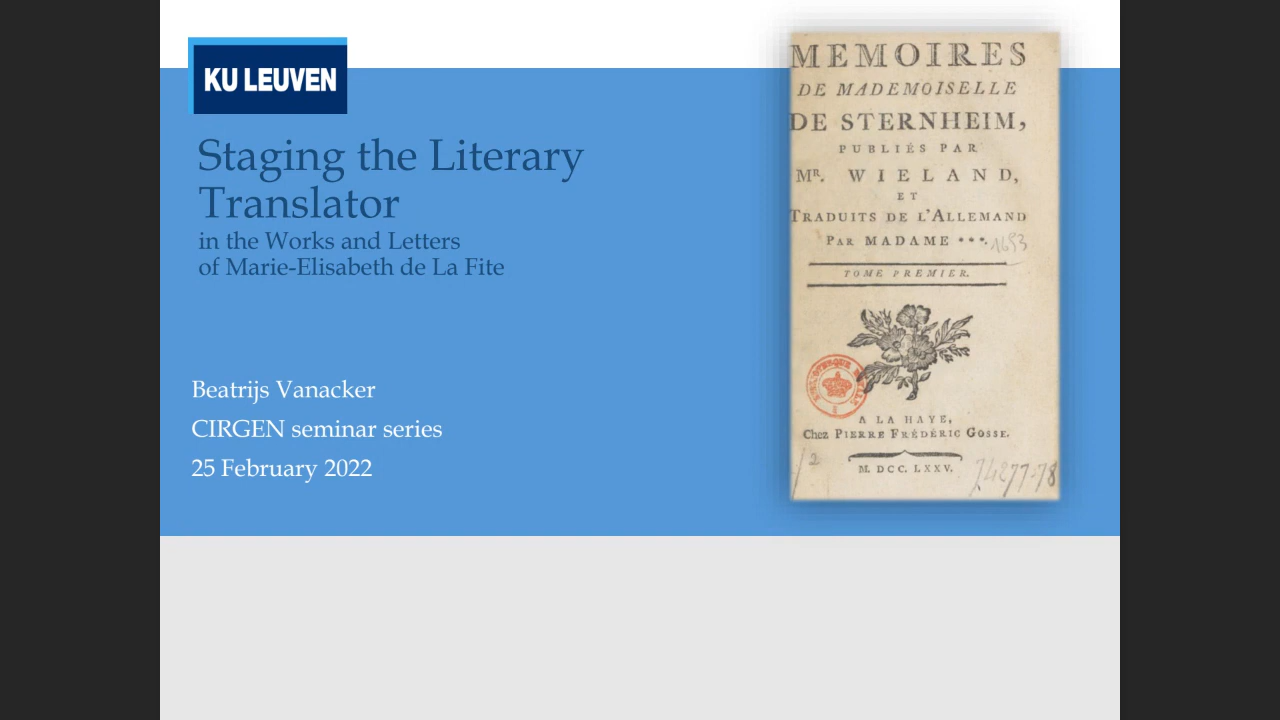 KU LEUVEN
Staging the Literary
Translator
in the Works and Letters
of Marie-Elisabeth de La Fite
Beatrijs Vanacker
CIRGEN seminar series
25 February 2022
MEMOIRES
DE MADEMOISELLE
DE STERNHEIM,
PUBLIÉS PAR
MR. WIELAND,
ET
TRADUITS DE L'ALLEMAND
PAR MADAME ***.
TOME PREMIER.
A LA HAYE,
Chez PIERRE FRÉDÉRIC GOSSE.
M. DCC. LXXV.